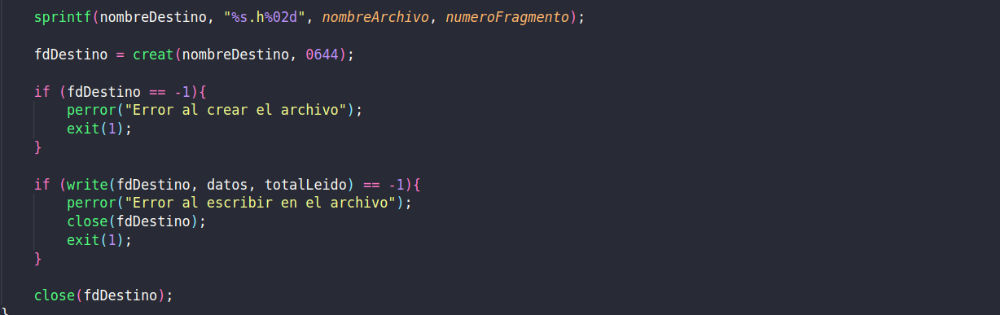 sprintf(nombreDestino, "%s.h%02d", nombreArchivo, numeroFragmento);
fdDestino = creat(nombreDestino, 0644);
if (fdDestino == -1){
perror("Error al crear el archivo");
exit(1);
}
if (write(fdDestino, datos, totalLeido) == -1){
perror("Error al escribir en el archivo");
close(fdDestino);
exit(1);
}
close(fdDestino);
}